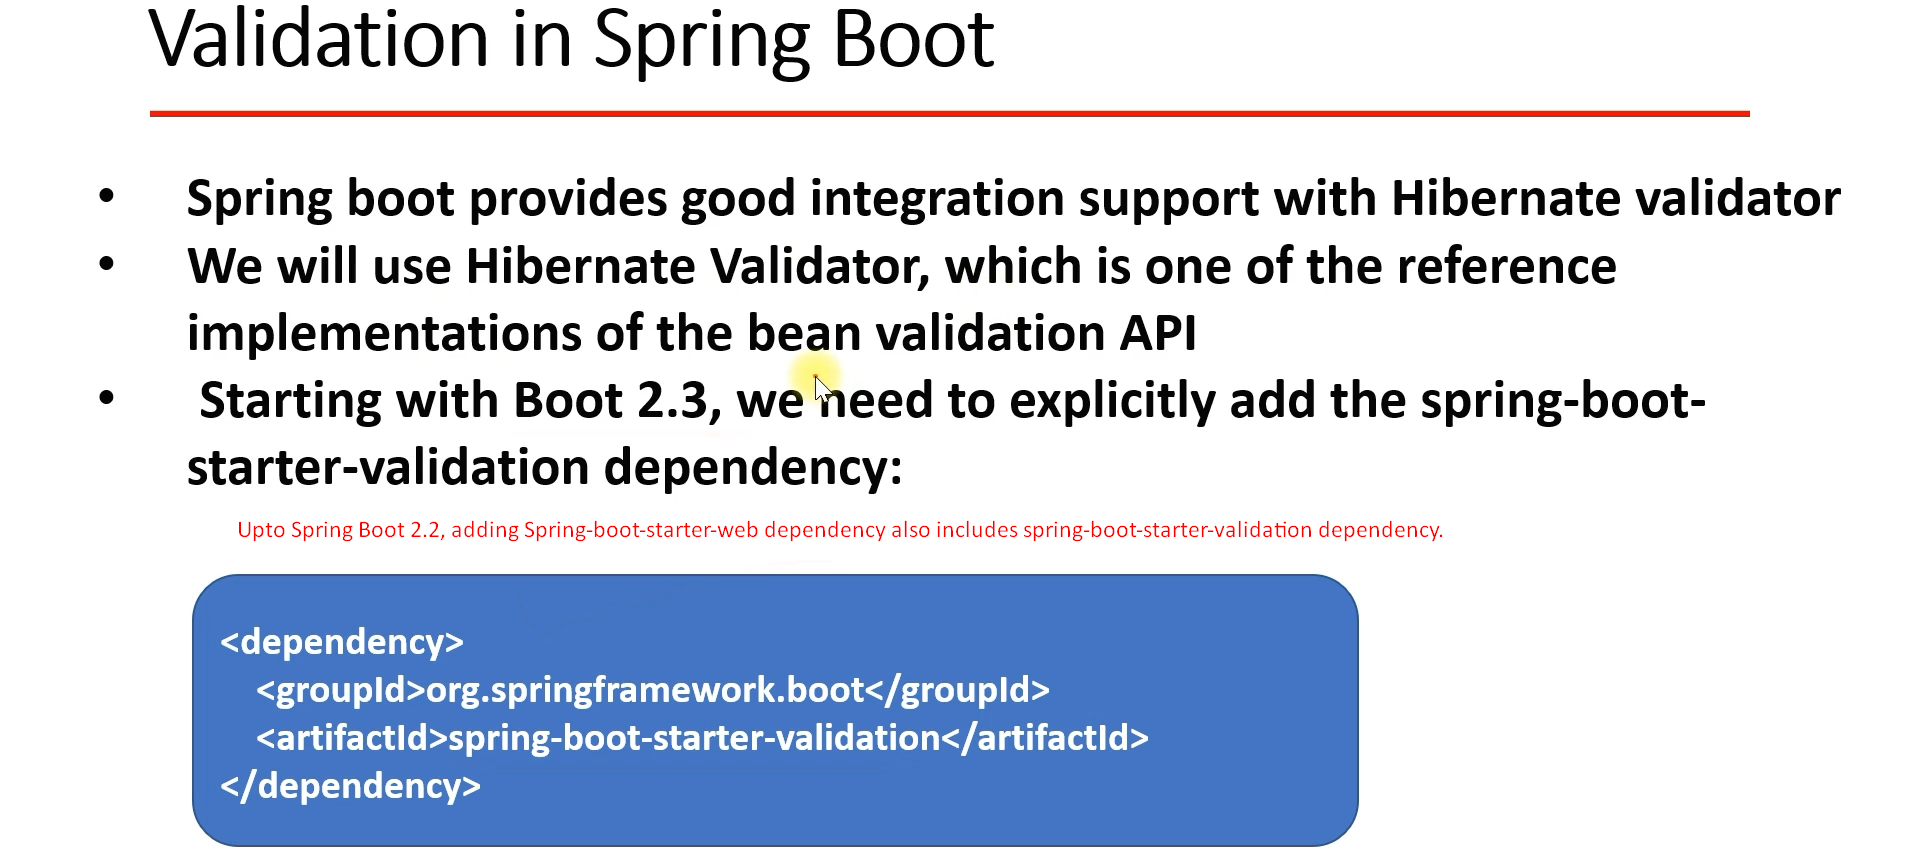 Validation in Spring Boot
• Spring boot provides good integration support with Hibernate validator
• We will use Hibernate Validator, which is one of the reference
implementations of the bean validation API
• Starting with Boot 2.3, we need to explicitly add the spring-boot-
starter-validation dependency:
Upto Spring Boot 2.2, adding Spring-boot-starter-web dependency also includes spring-boot-starter-validation dependency.
<dependency>
<groupId>org.springframework.boot</groupId>
<artifactId>spring-boot-starter-validation</artifactId>
</dependency>